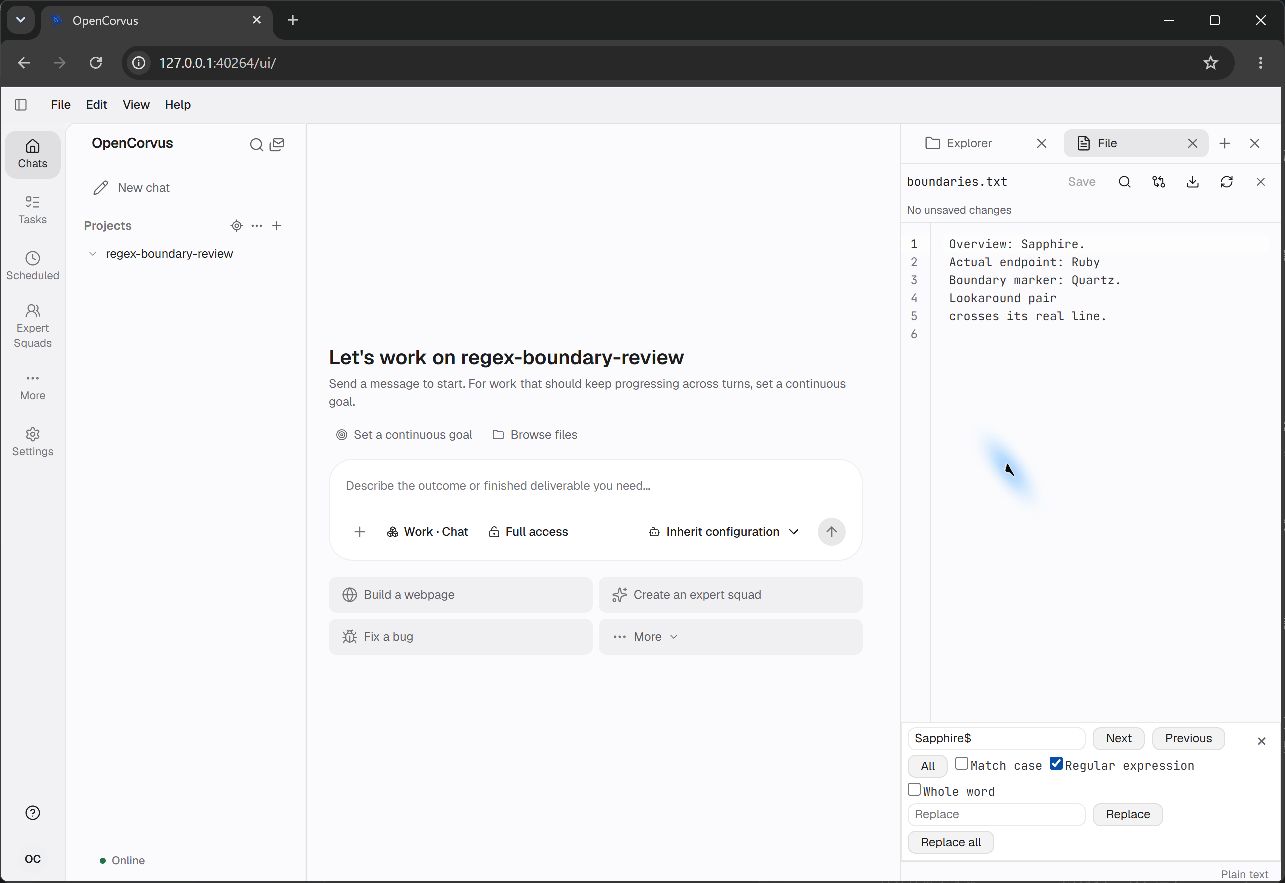 OpenCorvus
127.0.0.1:40264/ui/
File Edit View Help
Chats
Tasks
Scheduled
Expert
Squads
More
Settings
OC
OpenCorvus
New chat
Projects
regex-boundary-review
Online
Let's work on regex-boundary-review
Send a message to start. For work that should keep progressing across turns, set a continuous
goal.
Set a continuous goal Browse files
Describe the outcome or finished deliverable you need...
Work · Chat Full access Inherit configuration
Build a webpage Create an expert squad
Fix a bug More
Explorer File
boundaries.txt Save
No unsaved changes
1 Overview: Sapphire.
2 Actual endpoint: Ruby
3 Boundary marker: Quartz.
4 Lookaround pair
5 crosses its real line.
6
Sapphire$ Next Previous
All Match case Regular expression
Whole word
Replace Replace
Replace all
Plain text